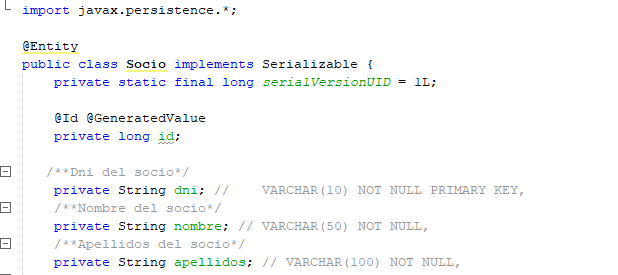 import javax.persistence.*;
@Entity
public class Socio implements Serializable {
private static final long serialVersionUID = 1L;
@Id @GeneratedValue
private long id;
/**Dni del socio*/
private String dni; // VARCHAR(10) NOT NULL PRIMARY KEY,
/**Nombre del socio*/
private String nombre; // VARCHAR(50) NOT NULL,
/**Apellidos del socio*/
private String apellidos; // VARCHAR(100) NOT NULL,